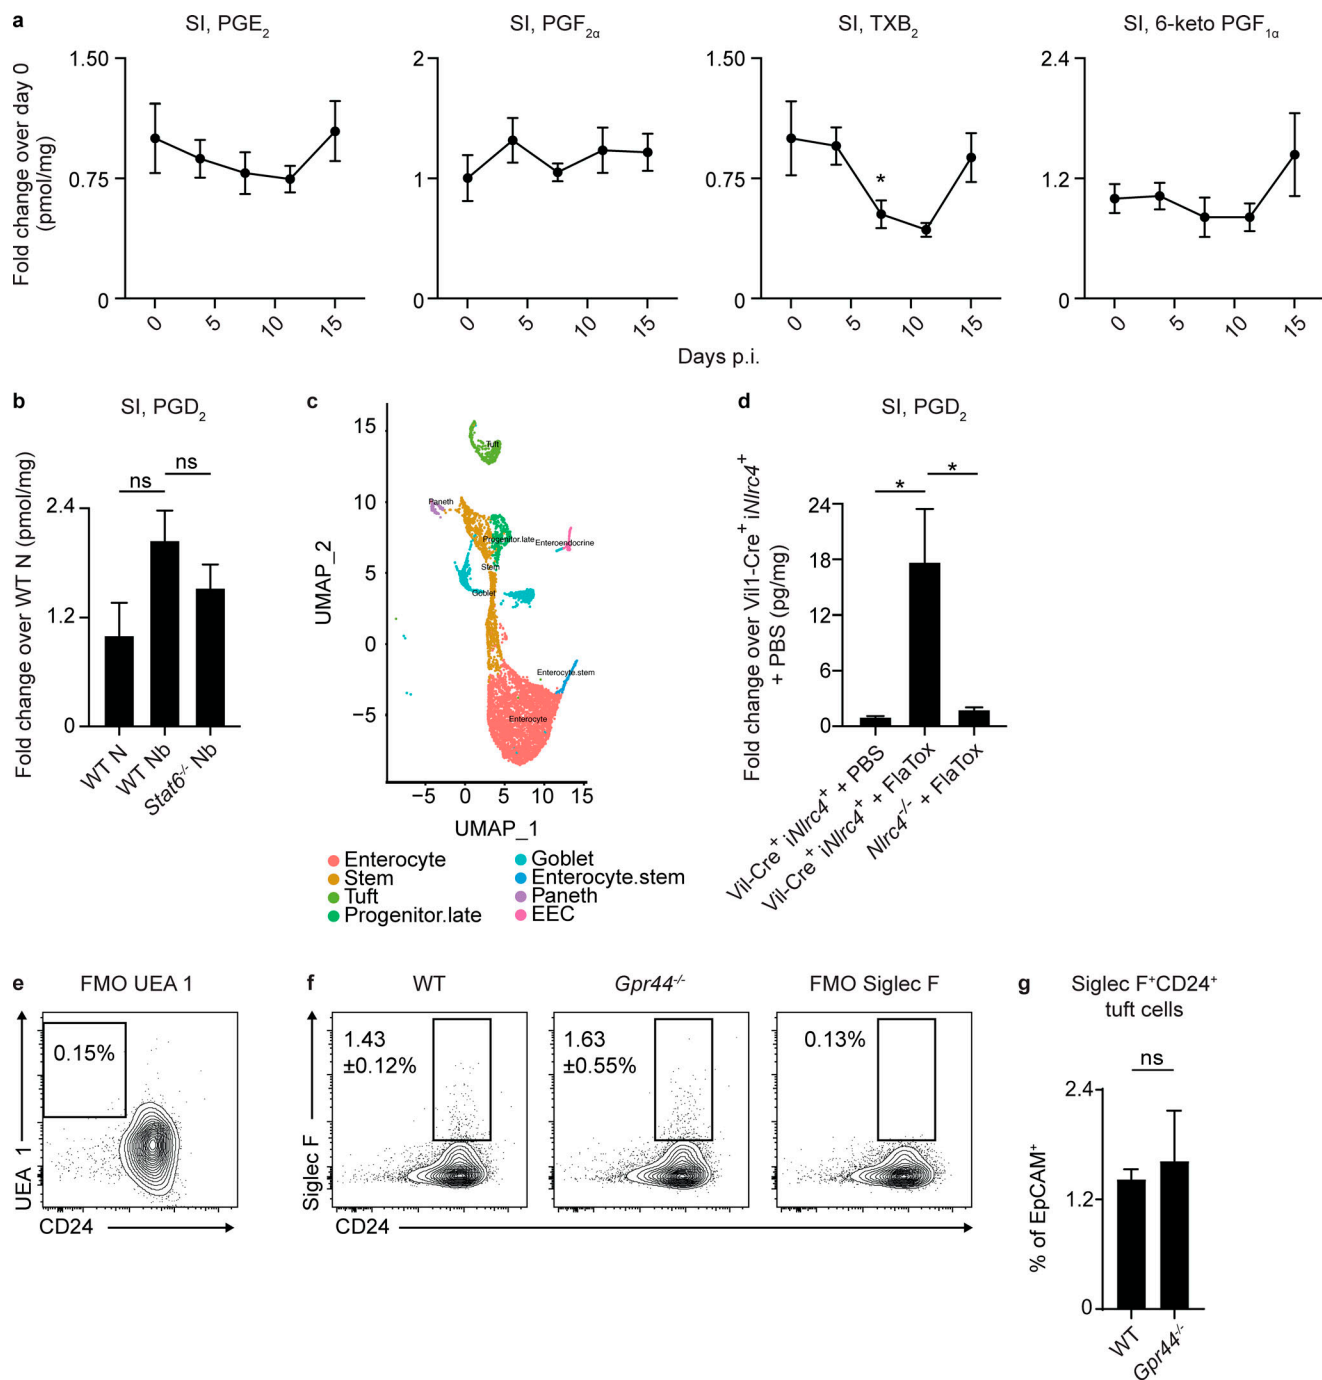 a
SI, PGE2
SI, PGF2α
SI, TXB2
SI, 6-keto PGF1α
Fold change over day 0
(pmol/mg)
1.50
0.75
0
2
1
0
1.50
0.75
0
2.4
1.2
0
*
0 5 10 15
0 5 10 15
0 5 10 15
0 5 10 15
Days p.i.
b
SI, PGD2
Fold change over WT N (pmol/mg)
2.4
1.2
0
ns
ns
WT N
WT Nb
Stat6-/- Nb
c
UMAP_2
15
10
5
0
−5
Tuft
Paneth
Progenitor.late
Enteroendocrine
Stem
Goblet
Enterocyte.stem
Enterocyte
−5 0 5 10 15
UMAP_1
Enterocyte
Stem
Tuft
Progenitor.late
Goblet
Enterocyte.stem
Paneth
EEC
d
SI, PGD2
Fold change over Vil1-Cre+ iNlrc4+
+ PBS (pg/mg)
24
18
12
6
0
*
*
Vil-Cre+ iNlrc4+ + PBS
Vil-Cre+ iNlrc4+ + FlaTox
Nlrc4-/- + FlaTox
e
FMO UEA 1
0.15%
UEA 1
CD24
f
WT
Gpr44-/-
FMO Siglec F
1.43
±0.12%
1.63
±0.55%
0.13%
Siglec F
CD24
g
Siglec F+CD24+
tuft cells
ns
% of EpCAM+
2.4
1.2
0
WT
Gpr44-/-